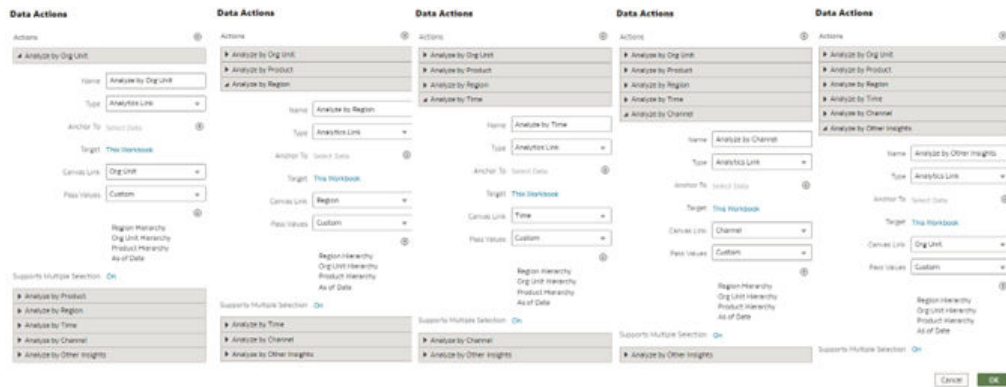 Data Actions
Actions
Analyze by Org Unit
Name Analyze by Org Unit
Type Analytics Link
Anchor To Select Data
Target This Workbook
Canvas Link Org Unit
Pass Values Custom
Region Hierarchy
Org Unit Hierarchy
Product Hierarchy
As of Date
Supports Multiple Selection On
Analyze by Product
Analyze by Region
Analyze by Time
Analyze by Channel
Analyze by Other Insights
Data Actions
Actions
Analyze by Org Unit
Analyze by Product
Analyze by Region
Name Analyze by Region
Type Analytics Link
Anchor To Select Data
Target This Workbook
Canvas Link Region
Pass Values Custom
Region Hierarchy
Org Unit Hierarchy
Product Hierarchy
As of Date
Supports Multiple Selection On
Analyze by Time
Analyze by Channel
Analyze by Other Insights
Data Actions
Actions
Analyze by Org Unit
Analyze by Product
Analyze by Region
Analyze by Time
Name Analyze by Time
Type Analytics Link
Anchor To Select Data
Target This Workbook
Canvas Link Time
Pass Values Custom
Region Hierarchy
Org Unit Hierarchy
Product Hierarchy
As of Date
Supports Multiple Selection On
Analyze by Channel
Analyze by Other Insights
Data Actions
Actions
Analyze by Org Unit
Analyze by Product
Analyze by Region
Analyze by Time
Analyze by Channel
Name Analyze by Channel
Type Analytics Link
Anchor To Select Data
Target This Workbook
Canvas Link Channel
Pass Values Custom
Region Hierarchy
Org Unit Hierarchy
Product Hierarchy
As of Date
Supports Multiple Selection On
Analyze by Other Insights
Data Actions
Actions
Analyze by Org Unit
Analyze by Product
Analyze by Region
Analyze by Time
Analyze by Channel
Analyze by Other Insights
Name Analyze by Other Insights
Type Analytics Link
Anchor To Select Data
Target This Workbook
Canvas Link Org Unit
Pass Values Custom
Region Hierarchy
Org Unit Hierarchy
Product Hierarchy
As of Date
Supports Multiple Selection On
Cancel OK